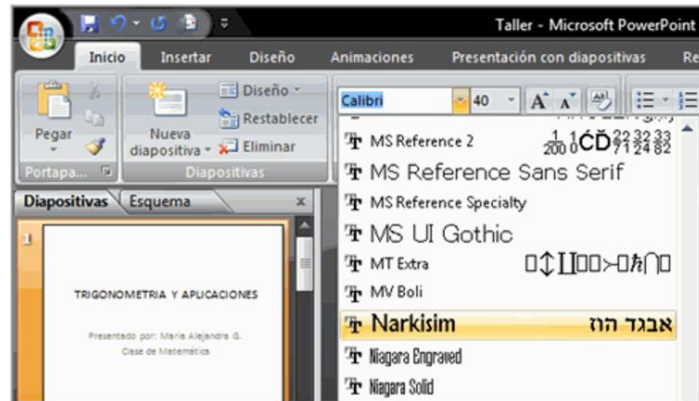 Taller - Microsoft PowerPoint
Inicio Insertar Diseño Animaciones Presentación con diapositivas Re
Pegar
Portapa...
Nueva diapositiva
Diseño
Restablecer
Eliminar
Diapositivas
Calibri 40
Diapositivas Esquema x
1
TRIGONOMETRIA Y APLICACIONES
Presentado por: Maria Alejandra G.
Clase de Matemática
MS Reference 2
MS Reference Sans Serif
MS Reference Specialty
MS UI Gothic
MT Extra
MV Boli
Narkisim אבגד הוז
Niagara Engraved
Niagara Solid